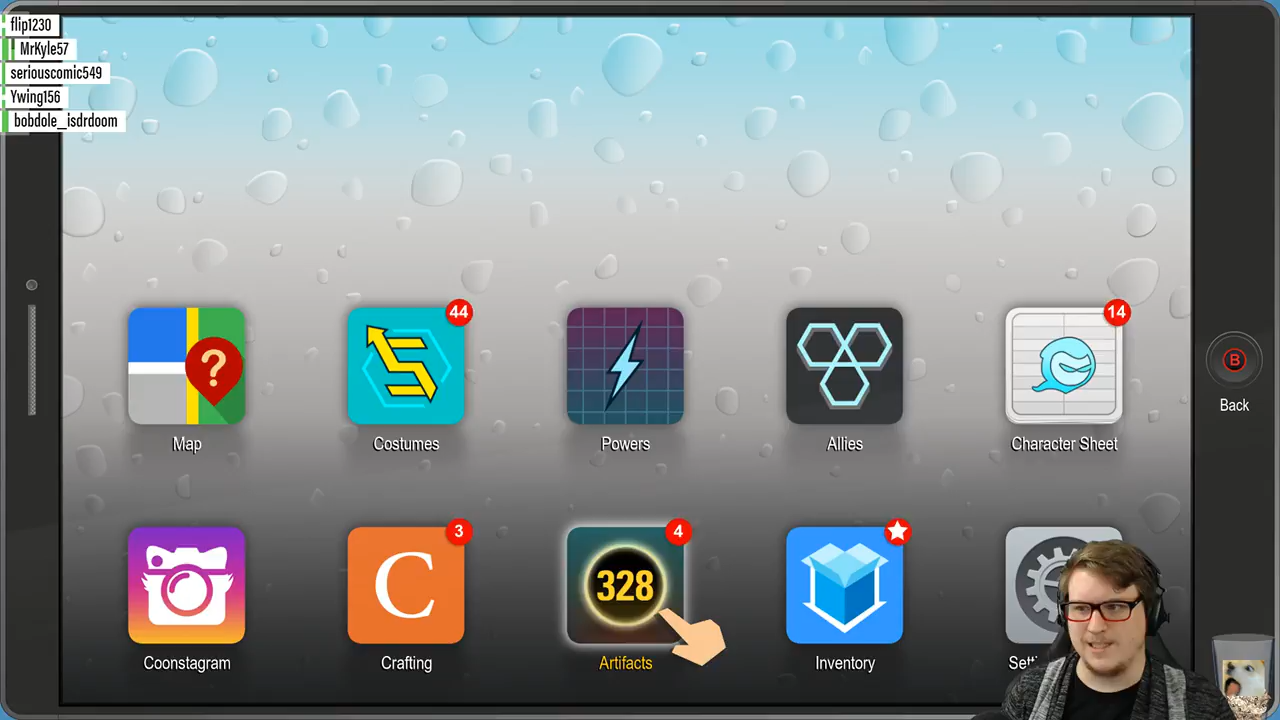 flip1230
MrKyle57
seriouscomic549
Ywing156
bobdole_isdrdoom
44
14
?
Map
Costumes
Powers
Allies
Character Sheet
B
Back
3
4
C
328
Coonstagram
Crafting
Artifacts
Inventory